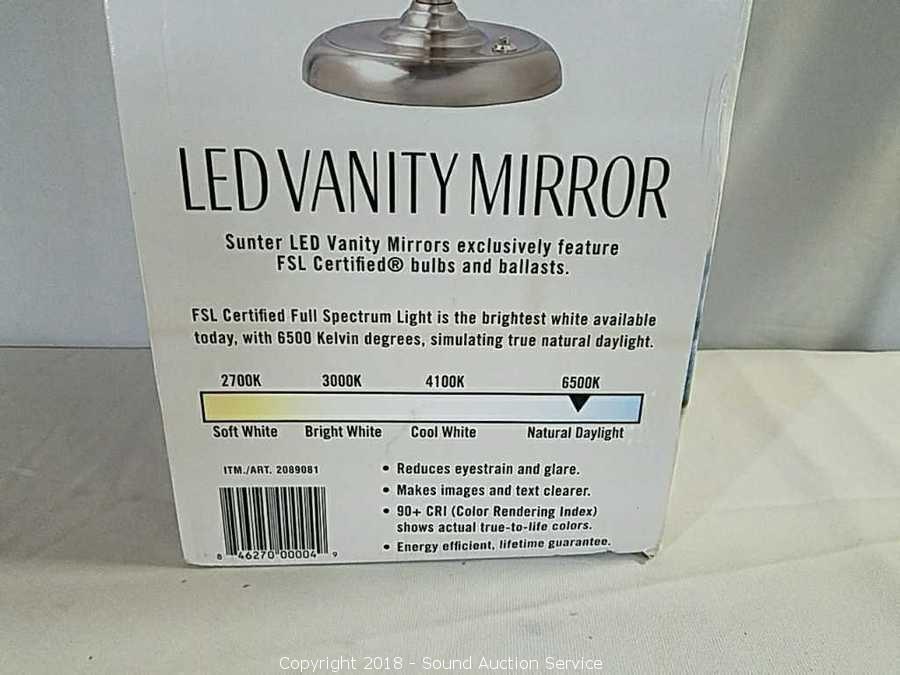 LED VANITY MIRROR
Sunter LED Vanity Mirrors exclusively feature
FSL Certified® bulbs and ballasts.
FSL Certified Full Spectrum Light is the brightest white available
today, with 6500 Kelvin degrees, simulating true natural daylight.
2700K 3000K 4100K 6500K
Soft White Bright White Cool White Natural Daylight
ITM./ART. 2089081
• Reduces eyestrain and glare.
• Makes images and text clearer.
• 90+ CRI (Color Rendering Index)
shows actual true-to-life colors.
• Energy efficient, lifetime guarantee.
8 46270 00004 9
Copyright 2018 - Sound Auction Service